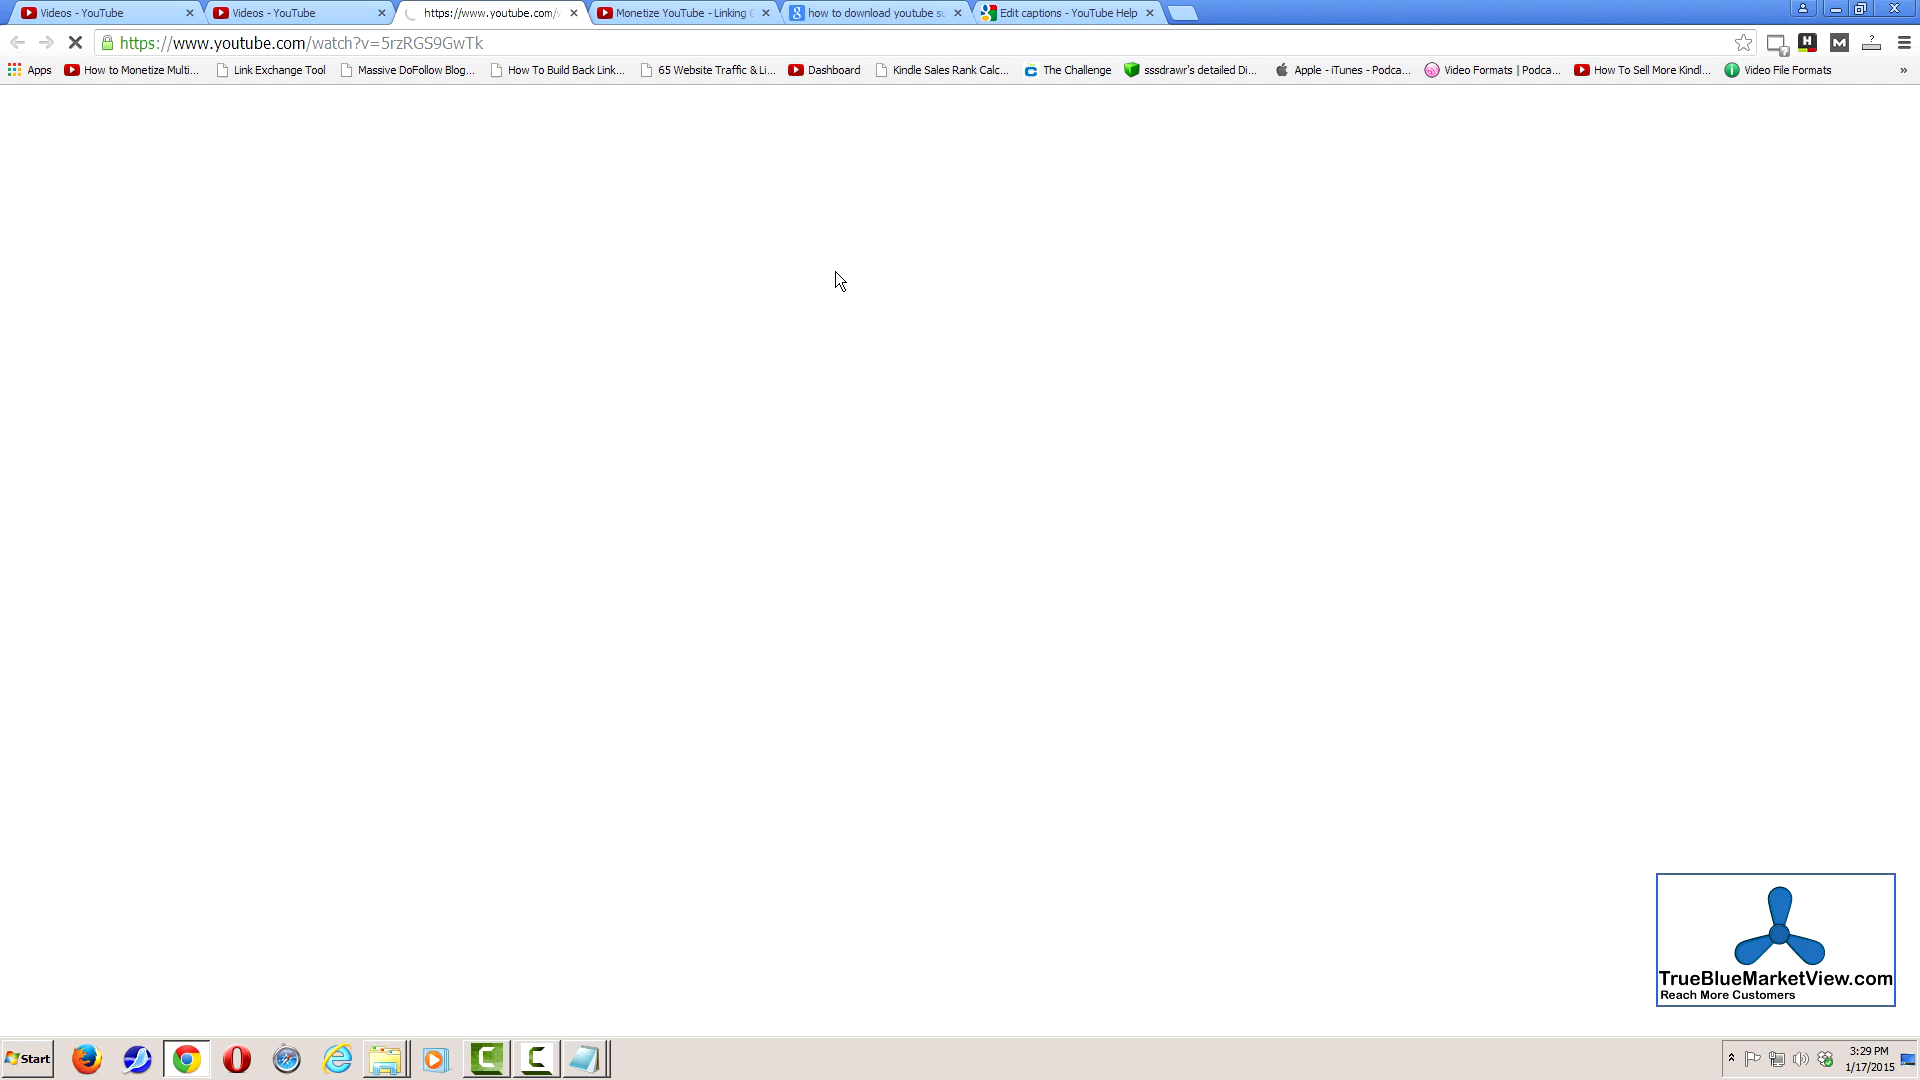 Videos - YouTube
Videos - YouTube
https://www.youtube.com/
Monetize YouTube - Linking
how to download youtube su
Edit captions - YouTube Help
https://www.youtube.com/watch?v=5rzRGS9GwTk
Apps
How to Monetize Multi...
Link Exchange Tool
Massive DoFollow Blog...
How To Build Back Link...
65 Website Traffic & Li...
Dashboard
Kindle Sales Rank Calc...
The Challenge
sssdrawr's detailed Di...
Apple - iTunes - Podca...
Video Formats | Podca...
How To Sell More Kindl...
Video File Formats
»
TrueBlueMarketView.com
Reach More Customers
Start
3:29 PM
1/17/2015